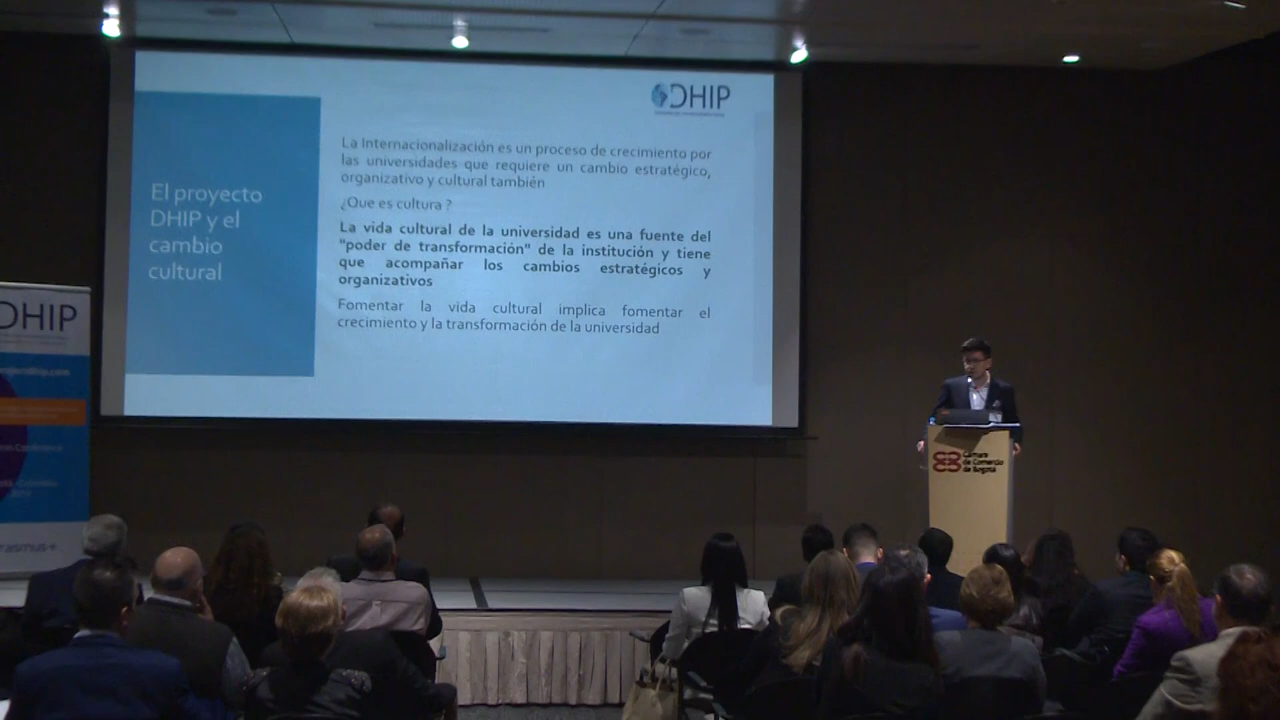 DHIP
La Internacionalización es un proceso de crecimiento por
las universidades que requiere un cambio estratégico,
organizativo y cultural también
El proyecto
DHIP y el
cambio
cultural
¿Que es cultura ?
La vida cultural de la universidad es una fuente del
"poder de transformación" de la institución y tiene
que acompañar los cambios estratégicos y
organizativos
Fomentar la vida cultural implica fomentar el
crecimiento y la transformación de la universidad
DHIP
rasmus+
Cámara
de Comercio
de Bogotá